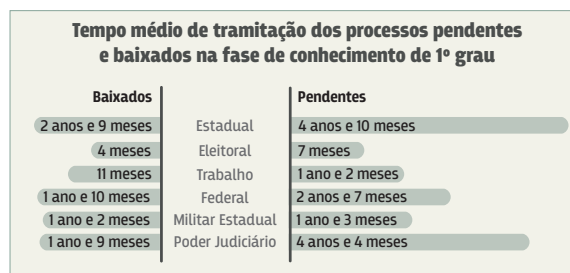 Tempo médio de tramitação dos processos pendentes
e baixados na fase de conhecimento de 1º grau
Baixados Pendentes
2 anos e 9 meses Estadual 4 anos e 10 meses
4 meses Eleitoral 7 meses
11 meses Trabalho 1 ano e 2 meses
1 ano e 10 meses Federal 2 anos e 7 meses
1 ano e 2 meses Militar Estadual 1 ano e 3 meses
1 ano e 9 meses Poder Judiciário 4 anos e 4 meses